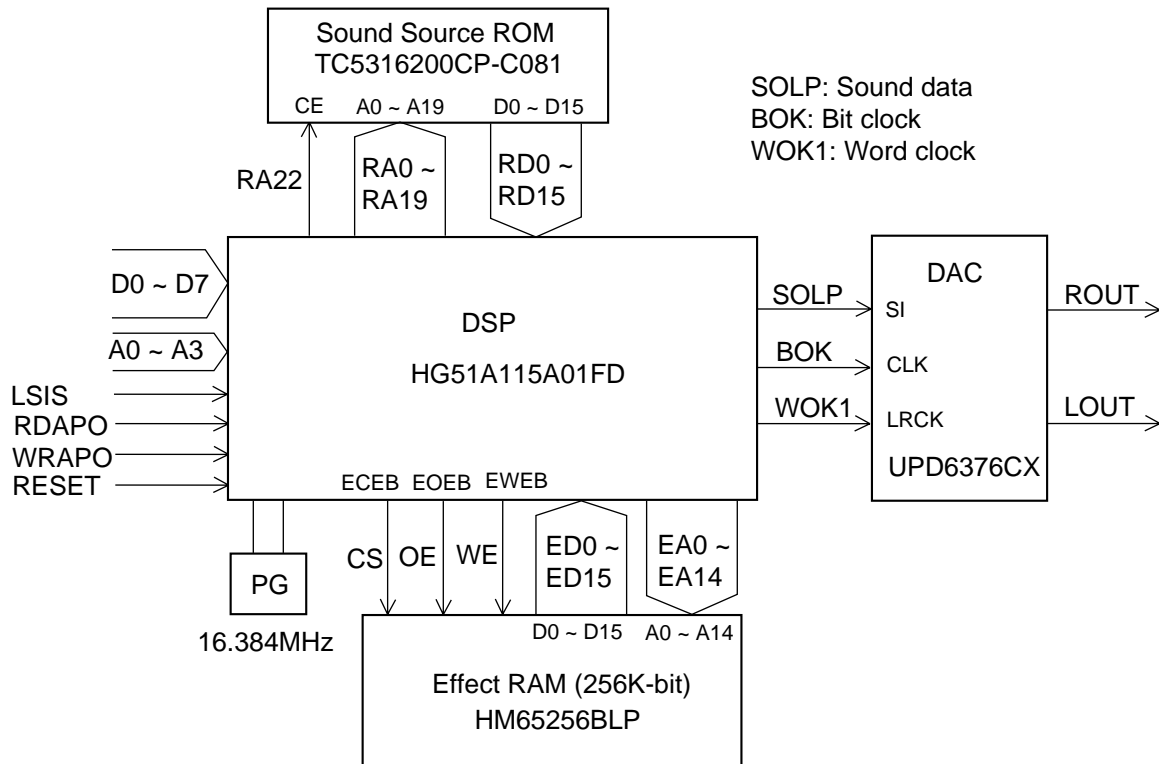 Sound Source ROM
TC5316200CP-C081
CE
A0 ~ A19
D0 ~ D15
SOLP: Sound data
BOK: Bit clock
WOK1: Word clock
RA22
RA0 ~
RA19
RD0 ~
RD15
D0 ~ D7
A0 ~ A3
LSIS
RDAPO
WRAPO
RESET
DSP
HG51A115A01FD
ECEB
EOEB
EWEB
SOLP
BOK
WOK1
DAC
SI
CLK
LRCK
UPD6376CX
ROUT
LOUT
PG
16.384MHz
CS
OE
WE
ED0 ~
ED15
EA0 ~
EA14
D0 ~ D15
A0 ~ A14
Effect RAM (256K-bit)
HM65256BLP